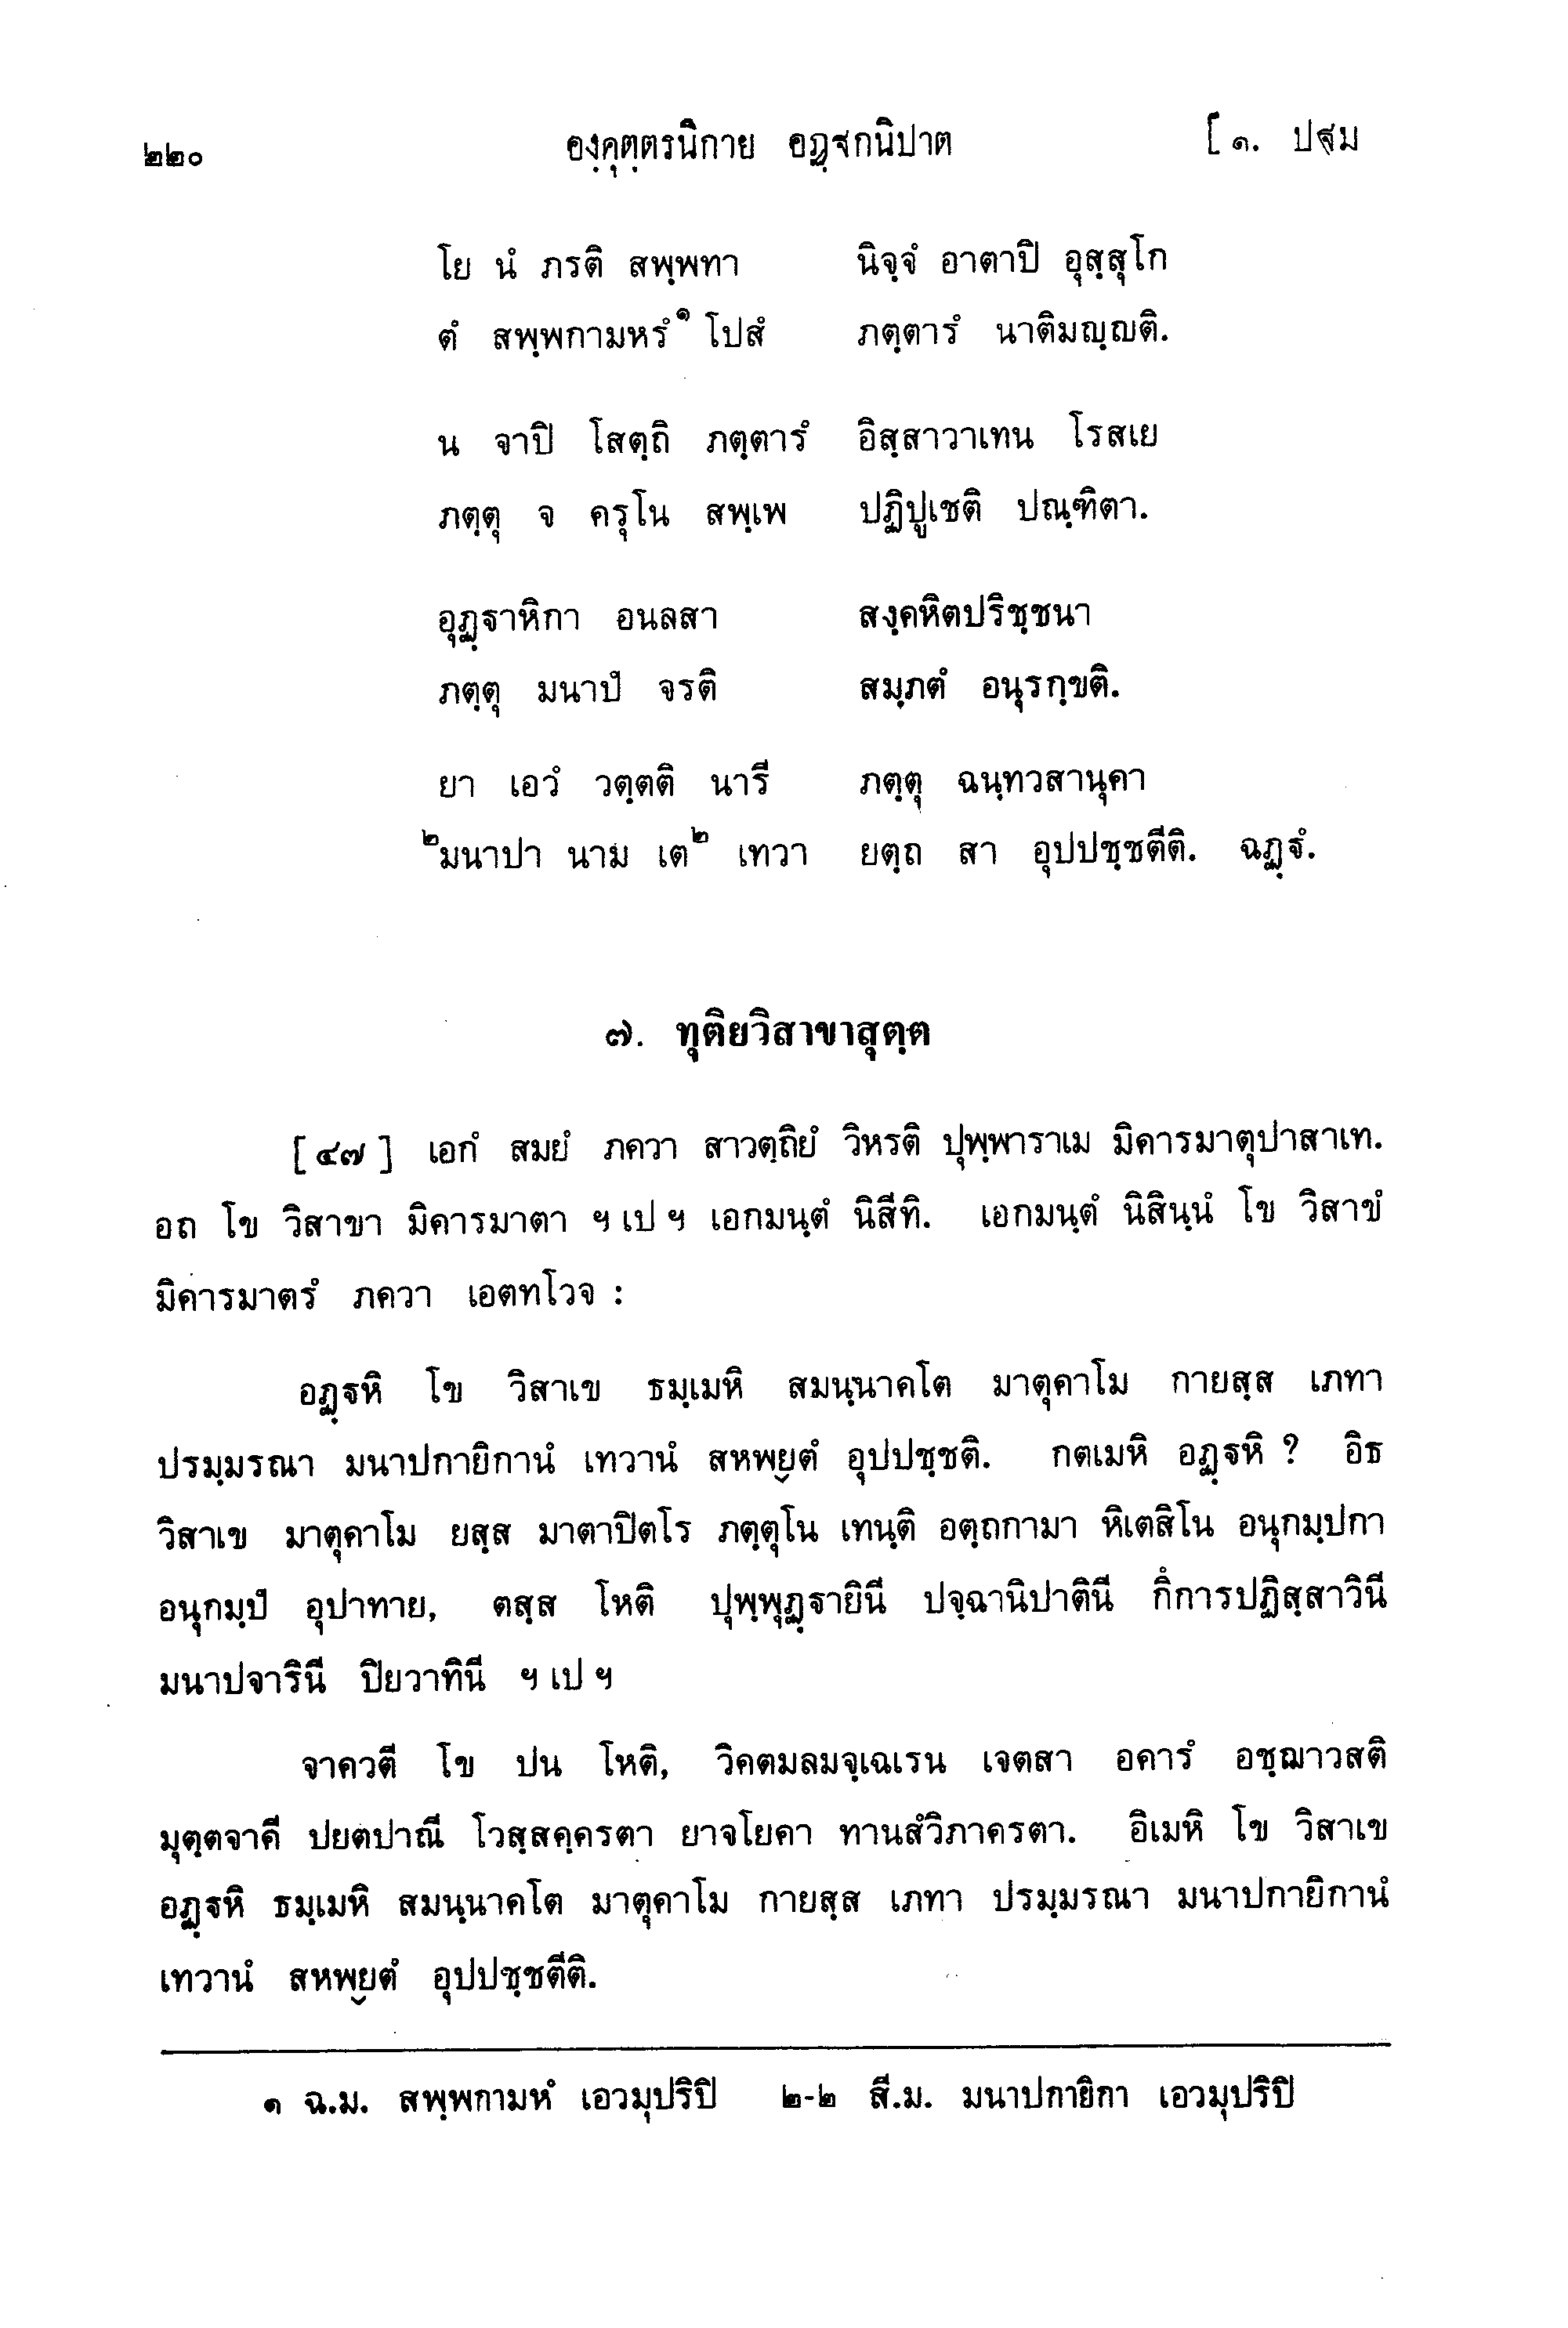 ๒๒๐ องฺคุตฺตรนิกาย อฏฺฐกนิปาต [ ๑. ปฐม
โย นํ ภรติ สพฺพทา นิจฺจํ อาตาปิ อุสฺสุโก
ตํ สพฺพกามหรํ๑ โปสํ ภตฺตารํ นาติมญฺญติ.
น จาปิ โสตฺถิ ภตฺตารํ อิสฺสาวาเทน โรสเย
ภตฺตุ จ ครุโน สพฺเพ ปฏิปูเชติ ปณฺฑิตา.
อุฏฺฐาหิกา อนลสา สงฺคหิตปริชฺชนา
ภตฺตุ มนาปํ จรติ สมฺภตํ อนุรกฺขติ.
ยา เอวํ วตฺตติ นารี ภตฺตุ ฉนฺทวสานุคา
๒มนาปา นาม เต๒ เทวา ยตฺถ สา อุปปชฺชตีติ. ฉฏฺฐํ.
๗. ทุติยวิสาขาสุตฺต
[ ๔๗ ] เอกํ สมยํ ภควา สาวตฺถิยํ วิหรติ ปุพฺพาราเม มิคารมาตุปาสาเท.
อถ โข วิสาขา มิคารมาตา ฯ เป ฯ เอกมนฺตํ นิสีทิ. เอกมนฺตํ นิสินฺนํ โข วิสาขํ
มิคารมาตรํ ภควา เอตทโวจ :
อฏฺฐหิ โข วิสาเข ธมฺเมหิ สมนฺนาคโต มาตุคาโม กายสฺส เภทา
ปรมฺมรณา มนาปกายิกานํ เทวานํ สหพฺยตํ อุปปชฺชติ. กตเมหิ อฏฺฐหิ ? อิธ
วิสาเข มาตุคาโม ยสฺส มาตาปิตโร ภตฺตุโน เทนฺติ อตฺถกามา หิเตสิโน อนุกมฺปกา
อนุกมฺปํ อุปาทาย, ตสฺส โหติ ปุพฺพุฏฺฐายินี ปจฺฉานิปาตินี กึการปฏิสฺสาวินี
มนาปจารินี ปิยวาทินี ฯ เป ฯ
จาควตี โข ปน โหติ, วิคตมลมจฺเฉเรน เจตสา อคารํ อชฺฌาวสติ
มุตฺตจาคี ปยตปาณี โวสฺสคฺครตา ยาจโยคา ทานสํวิภาครตา. อิเมหิ โข วิสาเข
อฏฺฐหิ ธมฺเมหิ สมนฺนาคโต มาตุคาโม กายสฺส เภทา ปรมฺมรณา มนาปกายิกานํ
เทวานํ สหพฺยตํ อุปปชฺชตีติ.
๑ ฉ.ม. สพฺพกามหํ เอวมุปริปิ ๒-๒ สี.ม. มนาปกายิกา เอวมุปริปิ